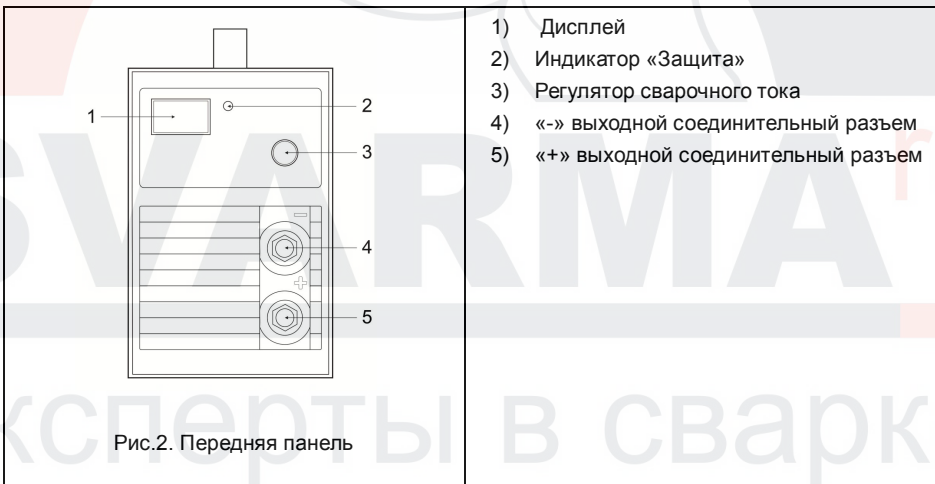 1) Дисплей
2) Индикатор «Защита»
3) Регулятор сварочного тока
4) «-» выходной соединительный разъем
5) «+» выходной соединительный разъем
1
2
3
4
5
Рис.2. Передняя панель
SVARMA
ксперты в сварк